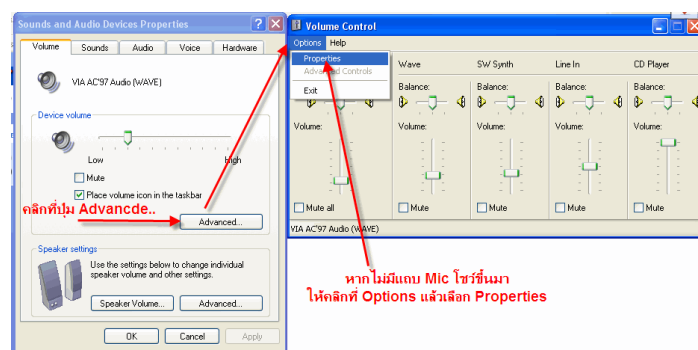 Sounds and Audio Devices Properties
Volume Sounds Audio Voice Hardware
VIA AC'97 Audio (WAVE)
Device volume
Low High
Mute
Place volume icon in the taskbar
คลิกที่ปุ่ม Advancde..
Advanced...
Speaker settings
Use the settings below to change individual
speaker volume and other settings.
Speaker Volume... Advanced...
OK Cancel Apply
Volume Control
Options Help
Properties
Advanced Controls
Exit
Wave SW Synth Line In CD Player
Balance: Balance: Balance: Balance:
Volume: Volume: Volume: Volume: Volume:
Mute all Mute Mute Mute Mute
VIA AC'97 Audio (WAVE)
หากไม่มีแถบ Mic โชว์ขึ้นมา
ให้คลิกที่ Options แล้วเลือก Properties